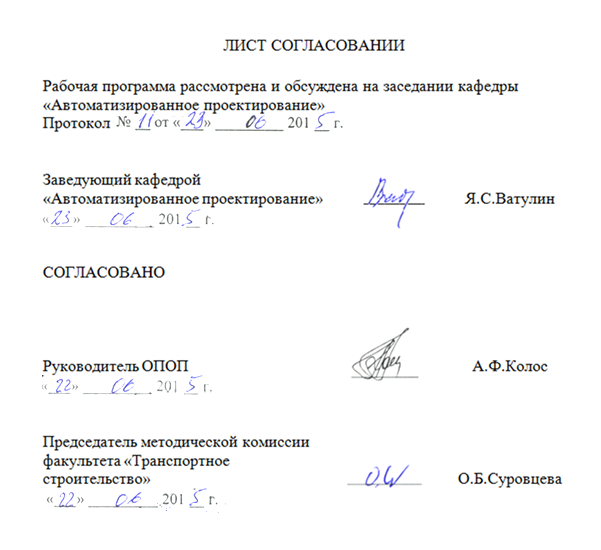 ЛИСТ СОГЛАСОВАНИИ
Рабочая программа рассмотрена и обсуждена на заседании кафедры
«Автоматизированное проектирование»
Протокол № 11 от «23» 06 2015 г.
Заведующий кафедрой
«Автоматизированное проектирование» Я.С.Ватулин
«23» 06 2015 г.
СОГЛАСОВАНО
Руководитель ОПОП А.Ф.Колос
«22» 06 2015 г.
Председатель методической комиссии
факультета «Транспортное
строительство» О.Б.Суровцева
«22» 06 2015 г.